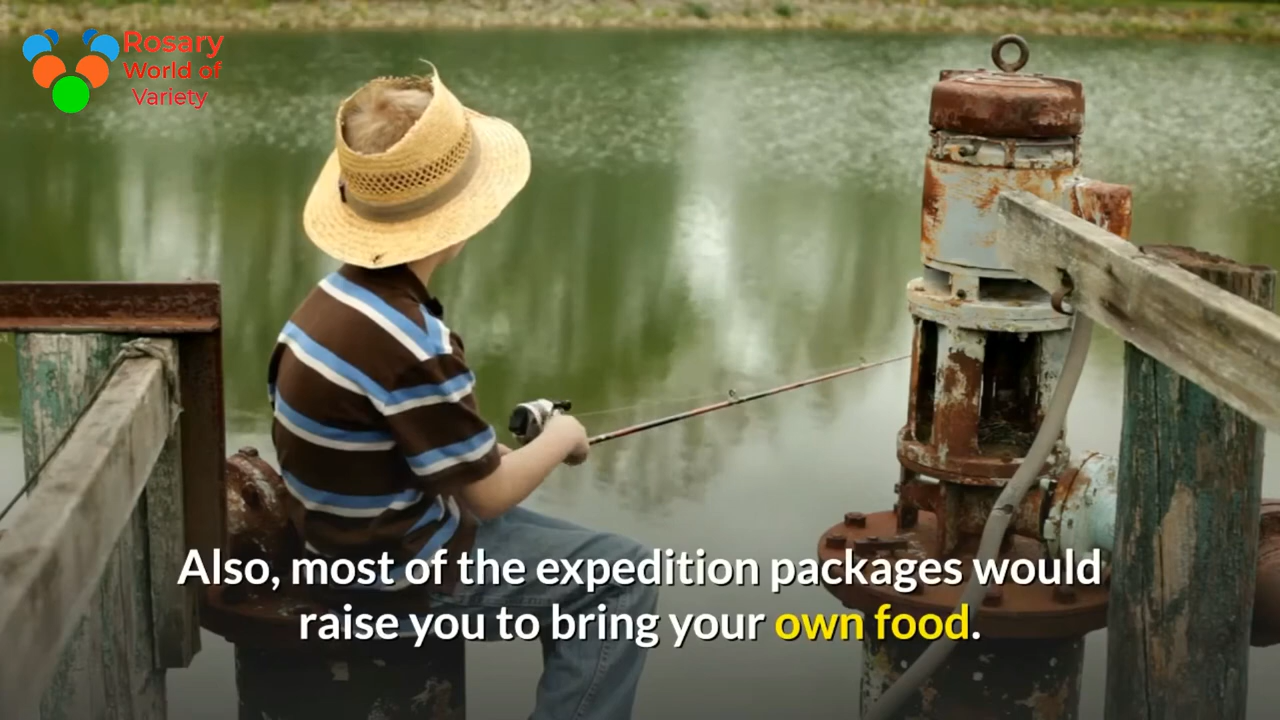 Rosary
World of
Variety
Also, most of the expedition packages would
raise you to bring your own food.